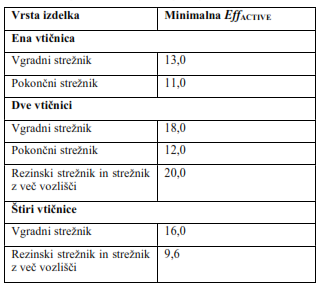 Vrsta izdelka Minimalna EffACTIVE
Ena vtičnica
Vgradni strežnik 13,0
Pokončni strežnik 11,0
Dve vtičnici
Vgradni strežnik 18,0
Pokončni strežnik 12,0
Rezinski strežnik in strežnik 20,0
z več vozlišči
Štiri vtičnice
Vgradni strežnik 16,0
Rezinski strežnik in strežnik 9,6
z več vozlišči